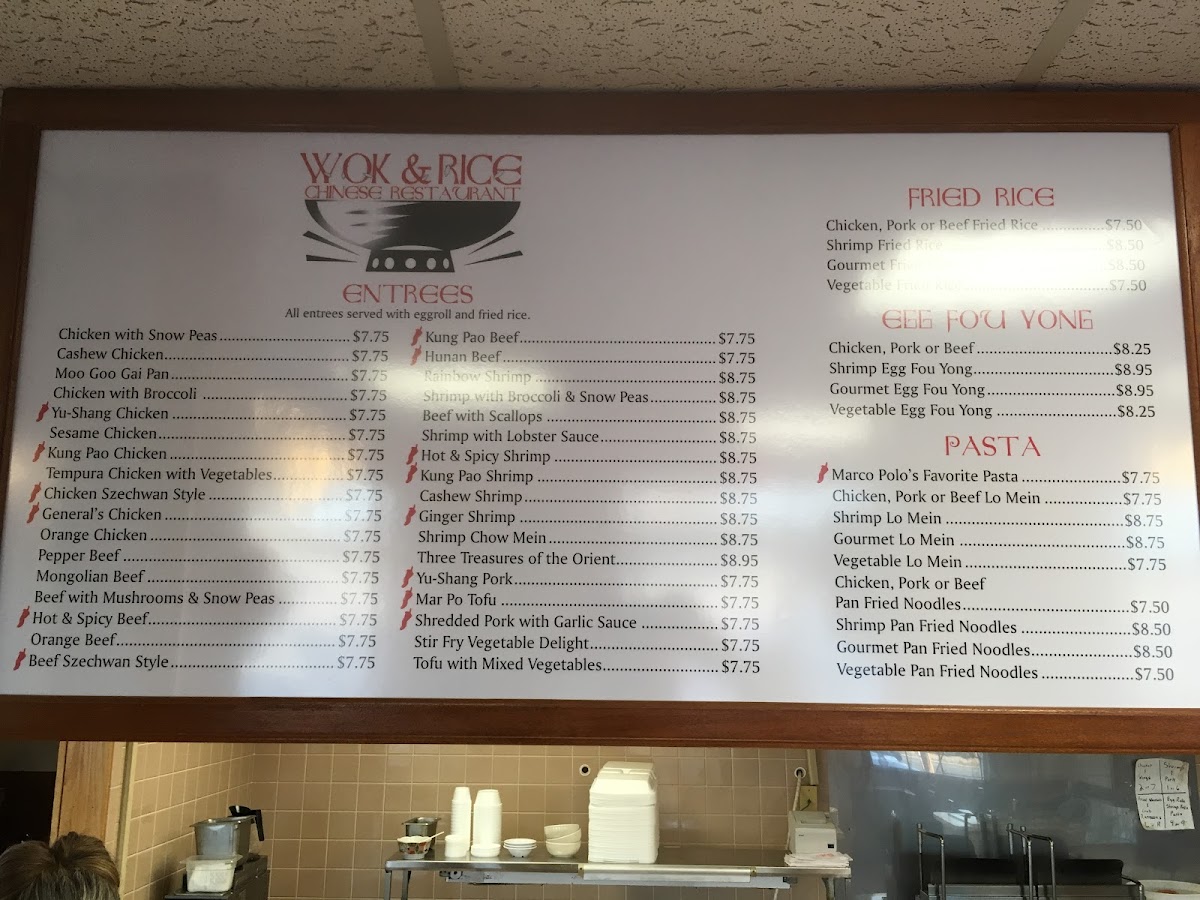 WOK & RICE
CHINESE RESTAURANT
ENTREES
All entrees served with eggroll and fried rice.
Chicken with Snow Peas $7.75
Cashew Chicken $7.75
Moo Goo Gai Pan $7.75
Chicken with Broccoli $7.75
Yu-Shang Chicken $7.75
Sesame Chicken $7.75
Kung Pao Chicken $7.75
Tempura Chicken with Vegetables $7.75
Chicken Szechwan Style $7.75
General's Chicken $7.75
Orange Chicken $7.75
Pepper Beef $7.75
Mongolian Beef $7.75
Beef with Mushrooms & Snow Peas $7.75
Hot & Spicy Beef $7.75
Orange Beef $7.75
Beef Szechwan Style $7.75
Kung Pao Beef $7.75
Hunan Beef $7.75
Rainbow Shrimp $8.75
Shrimp with Broccoli & Snow Peas $8.75
Beef with Scallops $8.75
Shrimp with Lobster Sauce $8.75
Hot & Spicy Shrimp $8.75
Kung Pao Shrimp $8.75
Cashew Shrimp $8.75
Ginger Shrimp $8.75
Shrimp Chow Mein $8.75
Three Treasures of the Orient $8.95
Yu-Shang Pork $7.75
Mar Po Tofu $7.75
Shredded Pork with Garlic Sauce $7.75
Stir Fry Vegetable Delight $7.75
Tofu with Mixed Vegetables $7.75
FRIED RICE
Chicken, Pork or Beef Fried Rice $7.50
Shrimp Fried Rice $8.50
Gourmet Fried $8.50
Vegetable Fried Rice $7.50
EGG FOU YONG
Chicken, Pork or Beef $8.25
Shrimp Egg Fou Yong $8.95
Gourmet Egg Fou Yong $8.95
Vegetable Egg Fou Yong $8.25
PASTA
Marco Polo's Favorite Pasta $7.75
Chicken, Pork or Beef Lo Mein $7.75
Shrimp Lo Mein $8.75
Gourmet Lo Mein $8.75
Vegetable Lo Mein $7.75
Chicken, Pork or Beef
Pan Fried Noodles $7.50
Shrimp Pan Fried Noodles $8.50
Gourmet Pan Fried Noodles $8.50
Vegetable Pan Fried Noodles $7.50